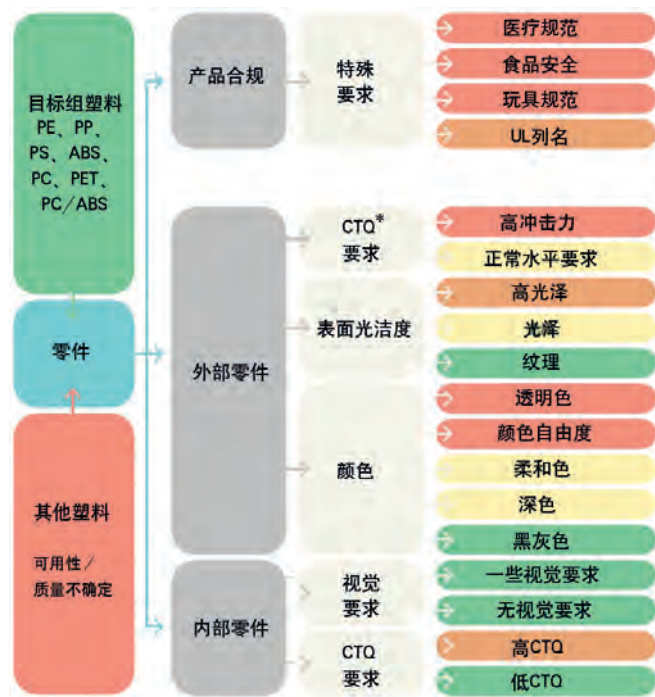 目标组塑料
PE、PP、
PS、ABS、
PC、PET、
PC/ABS
零件
其他塑料
可用性/
质量不确定
产品合规
特殊
要求
医疗规范
食品安全
玩具规范
UL列名
外部零件
CTQ*
要求
高冲击力
正常水平要求
表面光洁度
高光泽
光泽
纹理
颜色
透明色
颜色自由度
柔和色
深色
黑灰色
内部零件
视觉
要求
一些视觉要求
无视觉要求
CTQ
要求
高CTQ
低CTQ